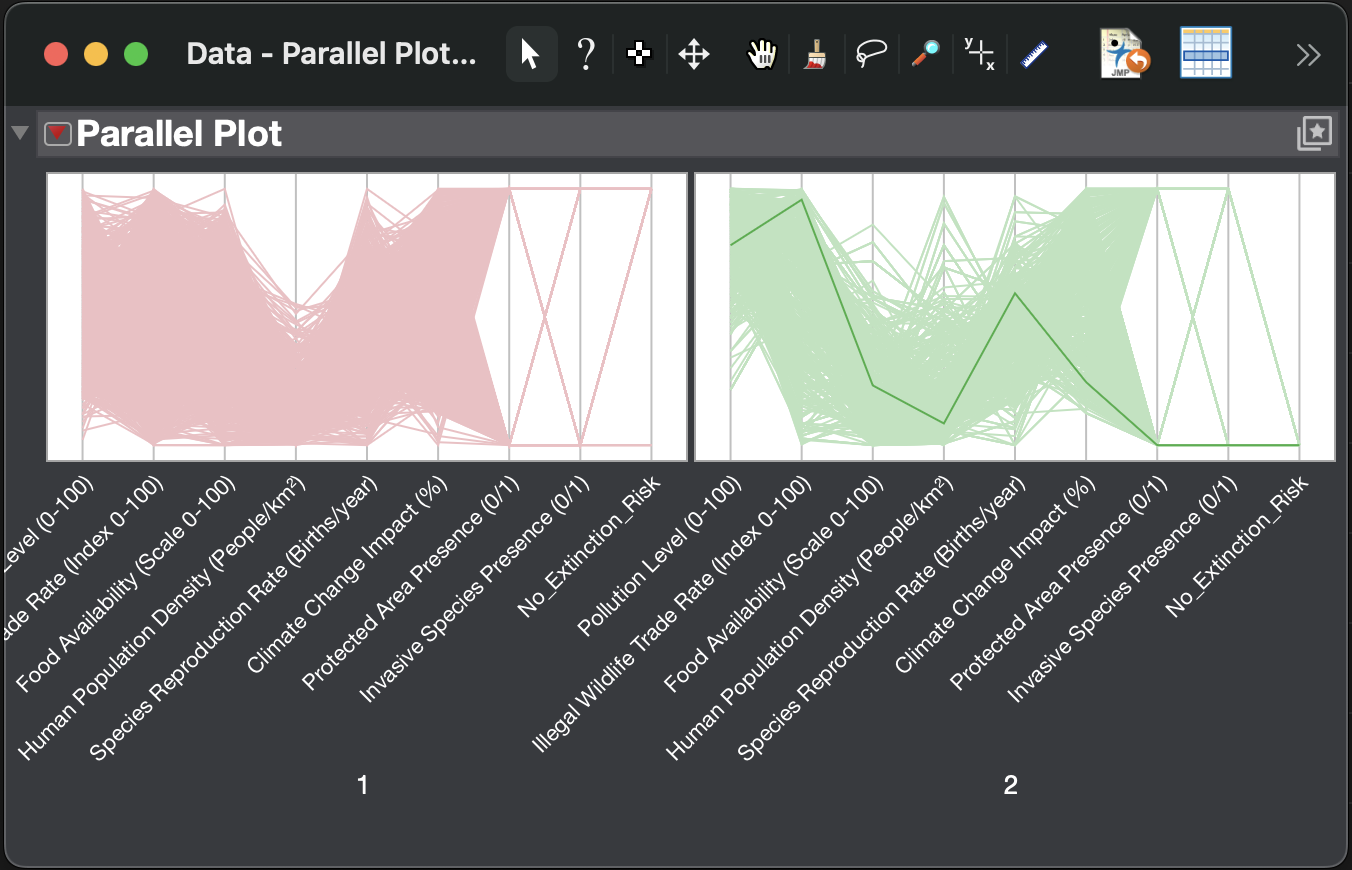 Data - Parallel Plot...
?
y
x
JMP
Parallel Plot
Level (0-100)
Rate (Index 0-100)
Food Availability (Scale 0-100)
Human Population Density (People/km²)
Species Reproduction Rate (Births/year)
Climate Change Impact (%)
Protected Area Presence (0/1)
Invasive Species Presence (0/1)
No_Extinction_Risk
Pollution Level (0-100)
Illegal Wildlife Trade Rate (Index 0-100)
Food Availability (Scale 0-100)
Human Population Density (People/km²)
Species Reproduction Rate (Births/year)
Climate Change Impact (%)
Protected Area Presence (0/1)
Invasive Species Presence (0/1)
No_Extinction_Risk
1
2